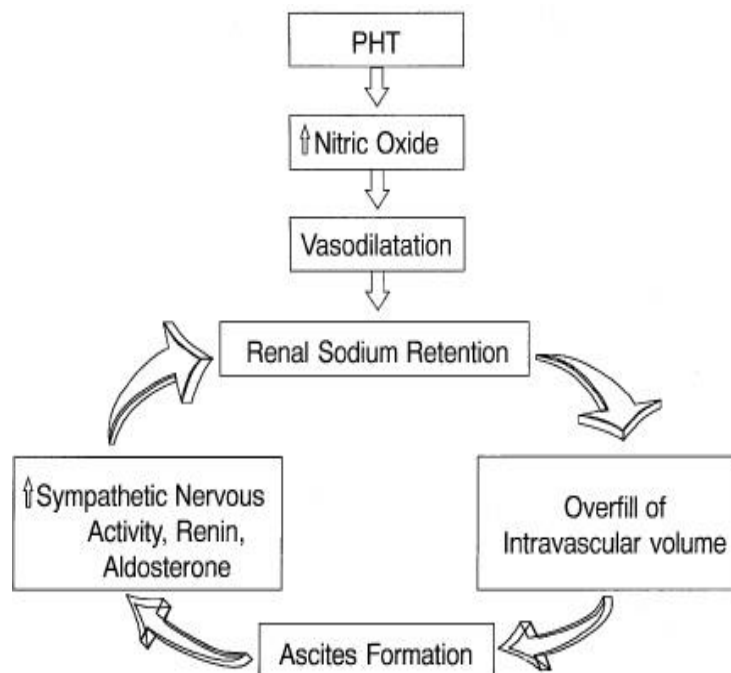 PHT
⇧Nitric Oxide
Vasodilatation
Renal Sodium Retention
⇧Sympathetic Nervous
Activity, Renin,
Aldosterone
Overfill of
Intravascular volume
Ascites Formation